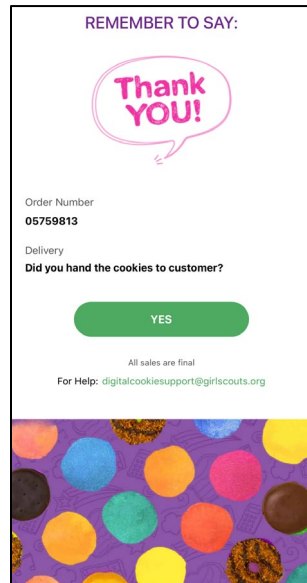 REMEMBER TO SAY:
Thank
YOU!
Order Number
05759813
Delivery
Did you hand the cookies to customer?
YES
All sales are final
For Help: digitalcookiesupport@girlscouts.org